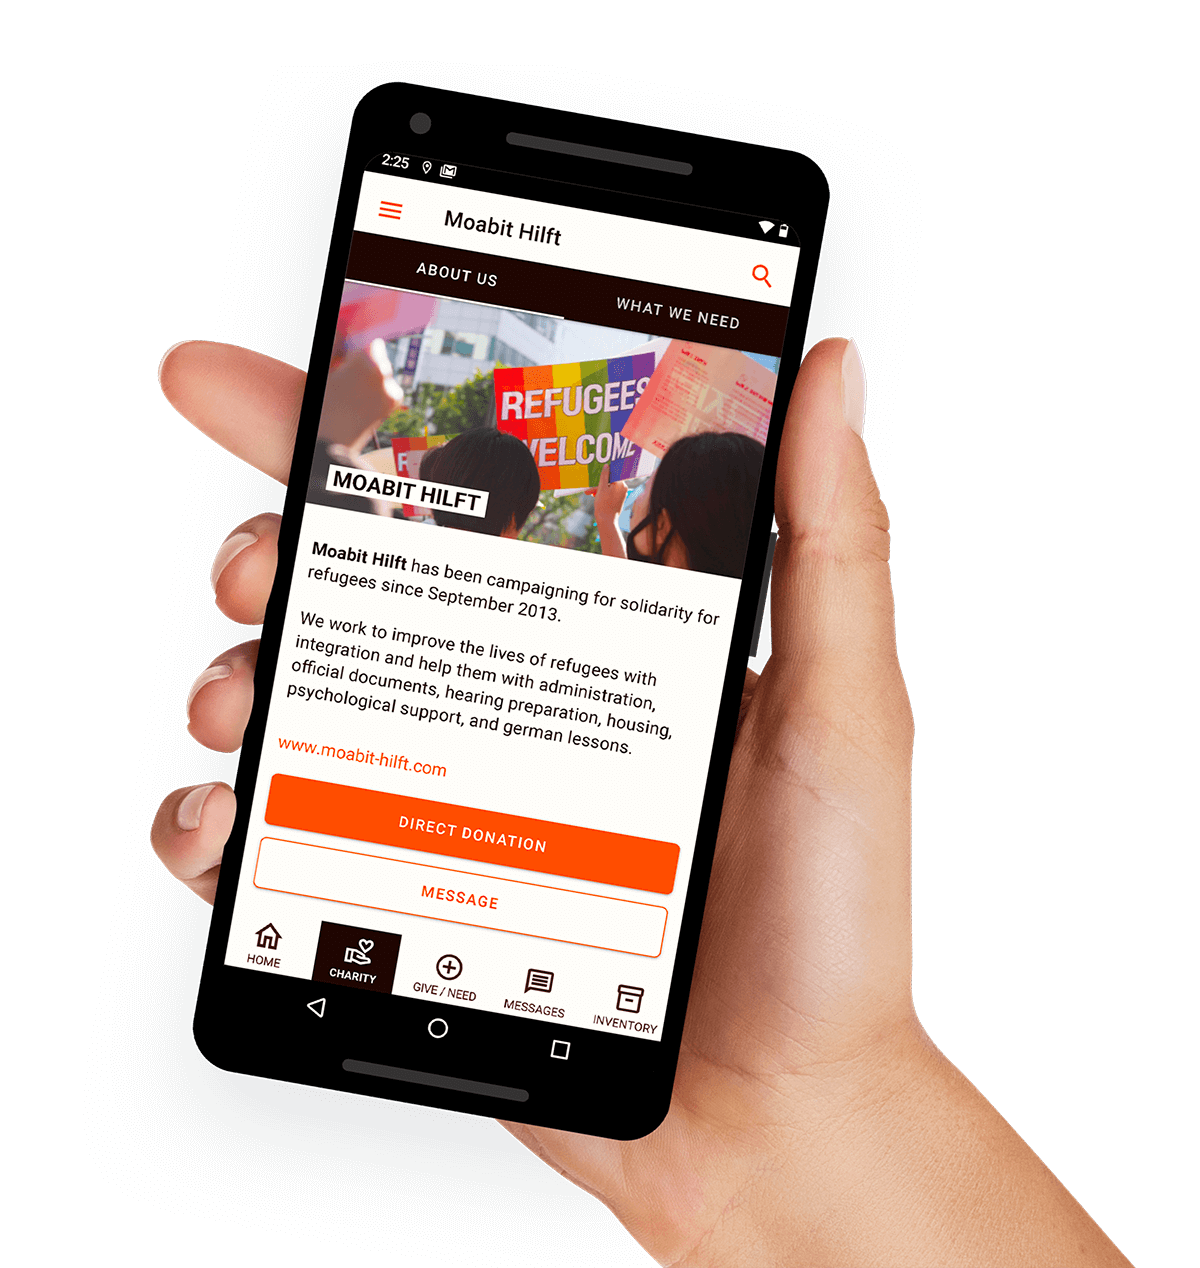 2:25
Moabit Hilft
ABOUT US
WHAT WE NEED
REFUGEES
WELCOME
MOABIT HILFT
Moabit Hilft has been campaigning for solidarity for
refugees since September 2013.
We work to improve the lives of refugees with
integration and help them with administration,
official documents, hearing preparation, housing,
psychological support, and german lessons.
www.moabit-hilft.com
DIRECT DONATION
MESSAGE
HOME
CHARITY
GIVE / NEED
MESSAGES
INVENTORY